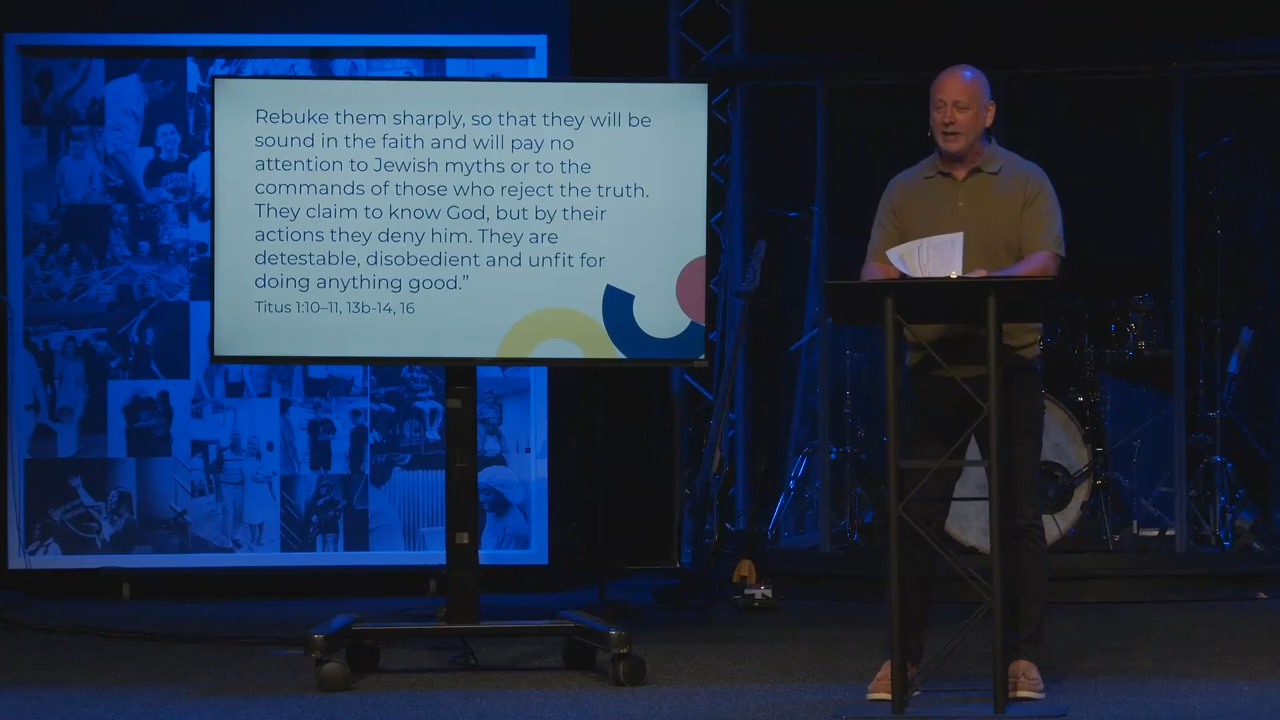 Rebuke them sharply, so that they will be
sound in the faith and will pay no
attention to Jewish myths or to the
commands of those who reject the truth.
They claim to know God, but by their
actions they deny him. They are
detestable, disobedient and unfit for
doing anything good.”
Titus 1:10–11, 13b-14, 16